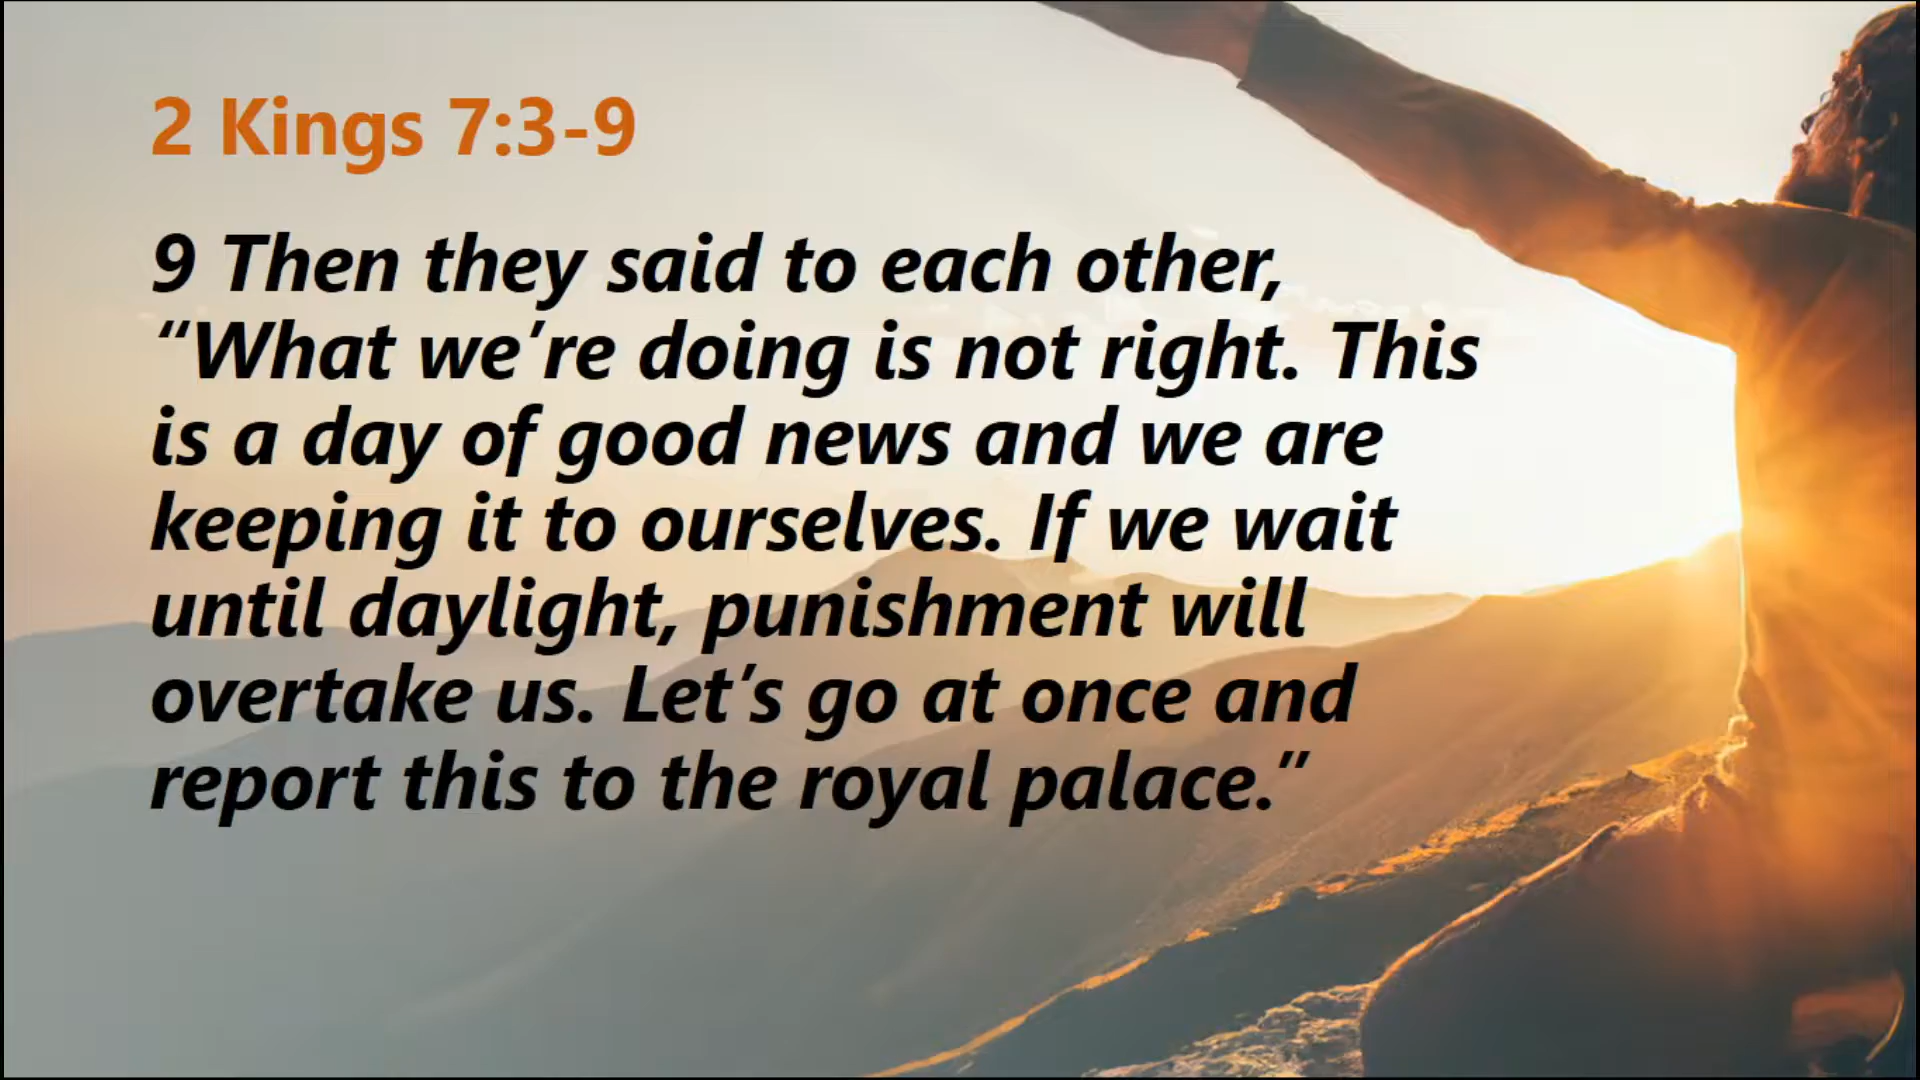 2 Kings 7:3-9
9 Then they said to each other,
“What we’re doing is not right. This
is a day of good news and we are
keeping it to ourselves. If we wait
until daylight, punishment will
overtake us. Let’s go at once and
report this to the royal palace.”